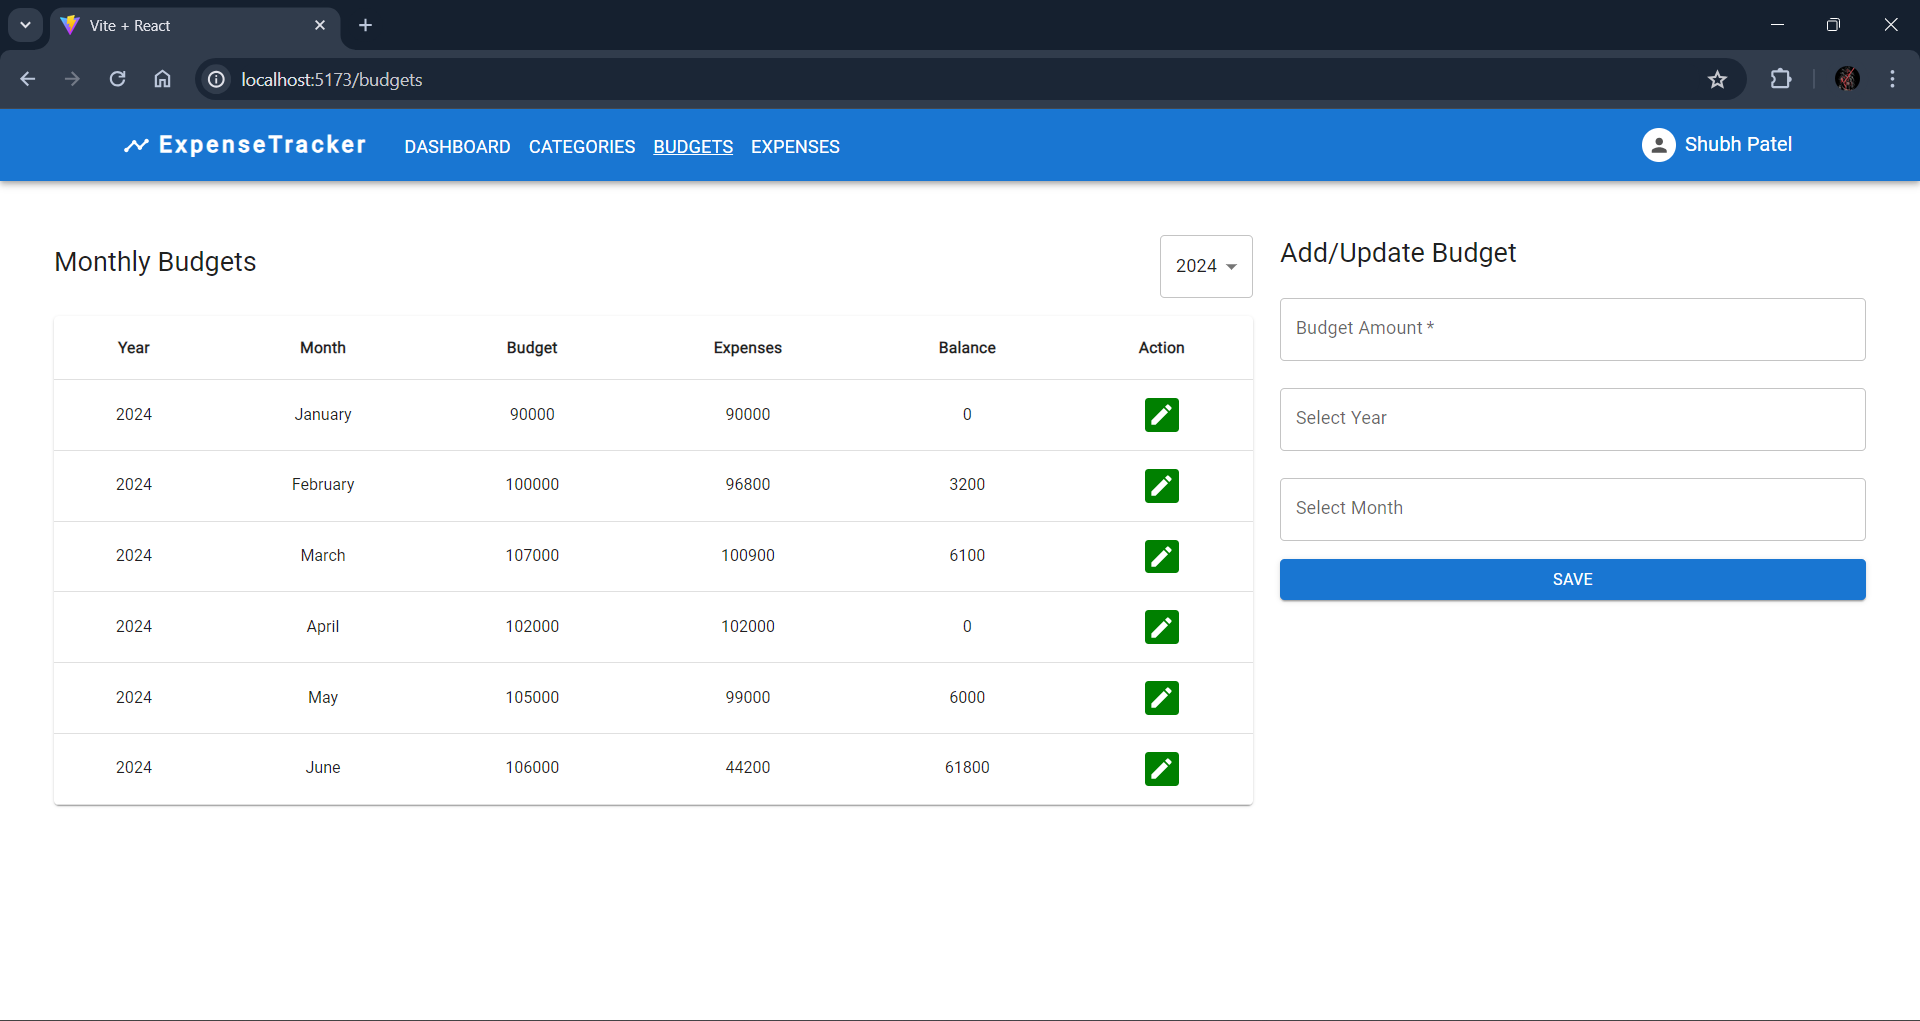 Vite + React
localhost:5173/budgets
ExpenseTracker DASHBOARD CATEGORIES BUDGETS EXPENSES Shubh Patel
Monthly Budgets
2024
Year Month Budget Expenses Balance Action
2024 January 90000 90000 0
2024 February 100000 96800 3200
2024 March 107000 100900 6100
2024 April 102000 102000 0
2024 May 105000 99000 6000
2024 June 106000 44200 61800
Add/Update Budget
Budget Amount *
Select Year
Select Month
SAVE